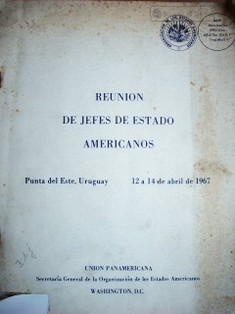 REUNION
DE JEFES DE ESTADO
AMERICANOS
Punta del Este, Uruguay 12 a 14 de abril de 1967
UNION PANAMERICANA
Secretaría General de la Organización de los Estados Americanos
WASHINGTON, D.C.